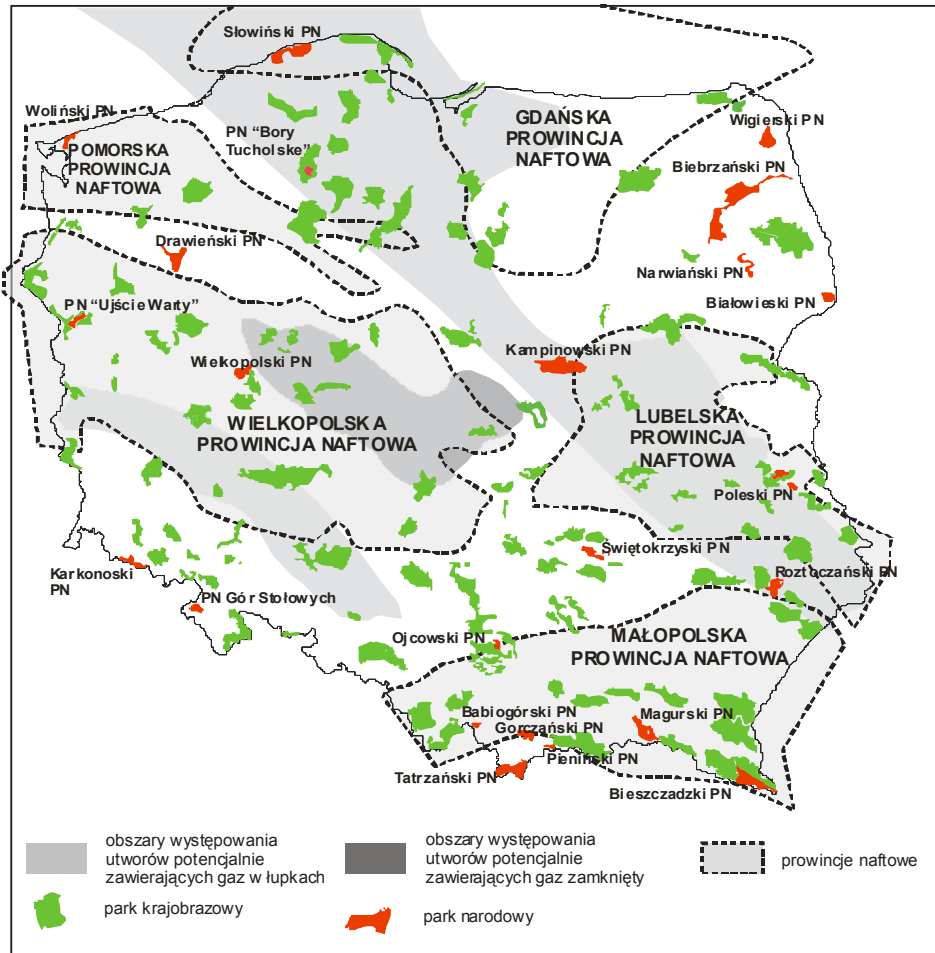 Słowiński PN
Woliński PN
POMORSKA
PROWINCJA
NAFTOWA
PN “Bory
Tucholske”
GDAŃSKA
PROWINCJA
NAFTOWA
Wigierski PN
Biebrzański PN
Drawieński PN
Narwiański PN
Białowieski PN
PN “Ujście Warty”
Wielkopolski PN
Kampinowski PN
WIELKOPOLSKA
PROWINCJA NAFTOWA
LUBELSKA
PROWINCJA
NAFTOWA
Poleski PN
Karkonoski
PN
Świętokrzyski PN
Roztoczański PN
PN Gór Stołowych
Ojcowski PN
MAŁOPOLSKA
PROWINCJA NAFTOWA
Babiogórski PN
Gorczański PN
Magurski PN
Pieniński PN
Tatrzański PN
Bieszczadzki PN
obszary występowania
utworów potencjalnie
zawierających gaz w łupkach
obszary występowania
utworów potencjalnie
zawierających gaz zamknięty
prowincje naftowe
park krajobrazowy
park narodowy